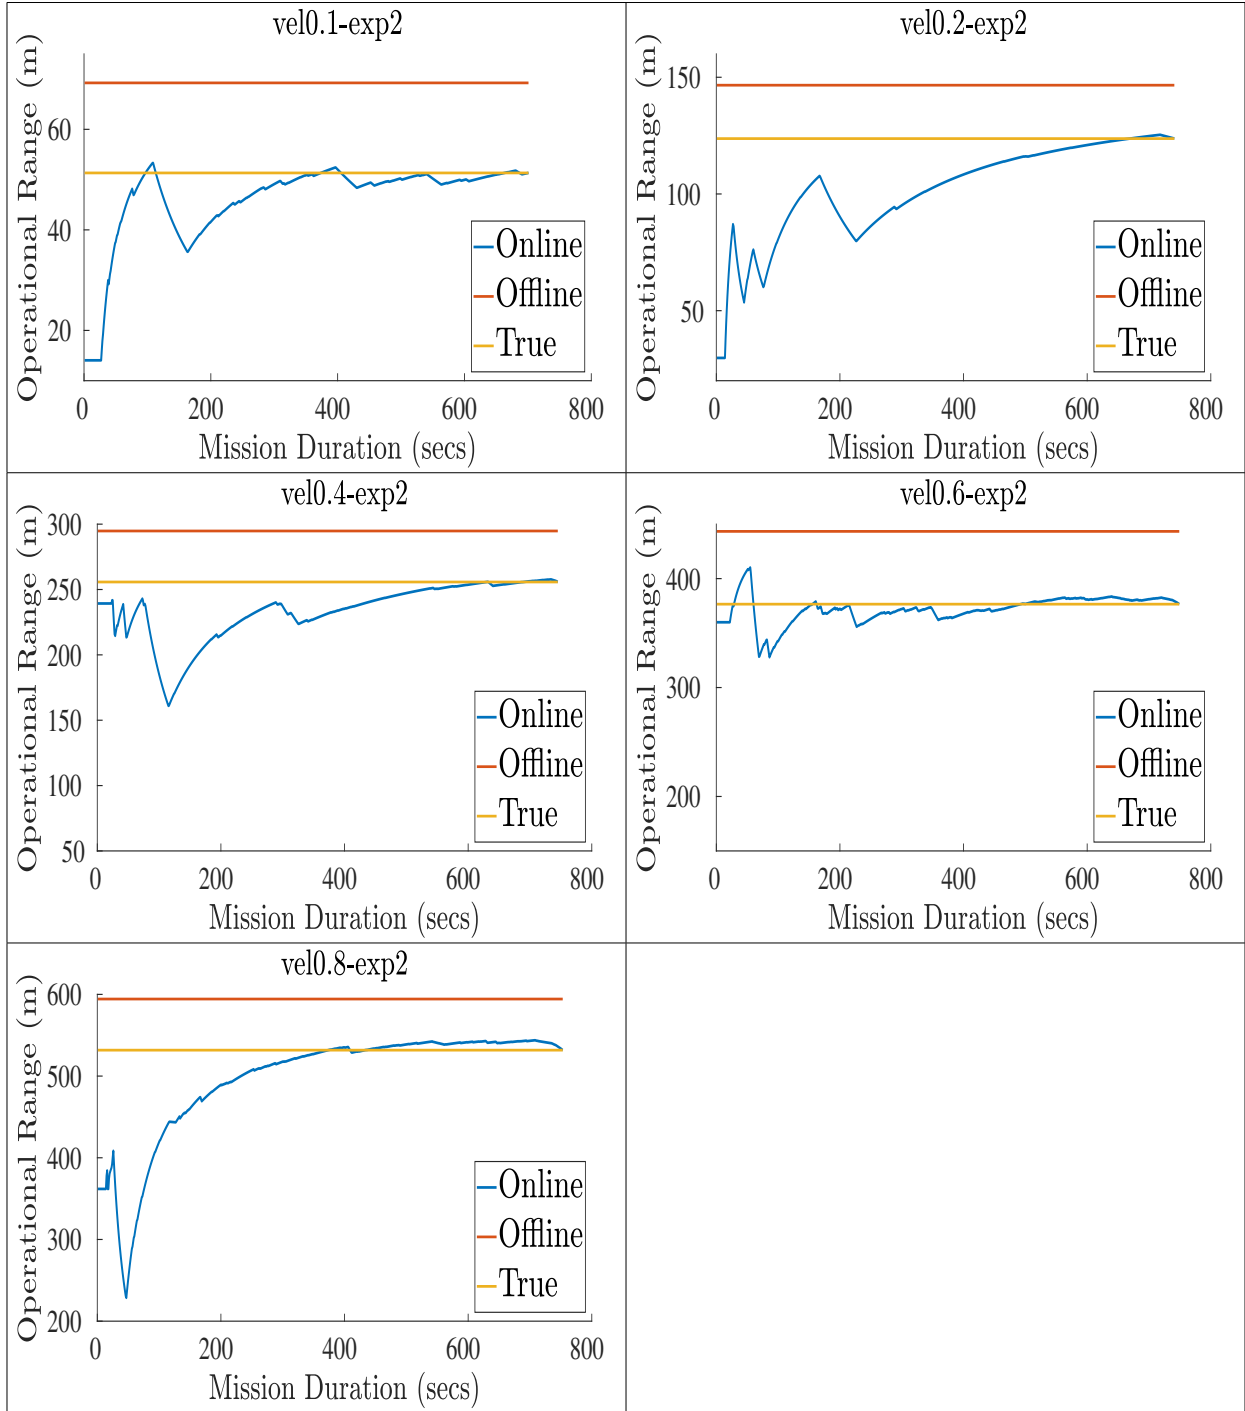 vel0.1-exp2
Operational Range (m)
60
40
20
Online
Offline
True
0 200 400 600 800
Mission Duration (secs)
vel0.2-exp2
Operational Range (m)
150
100
50
Online
Offline
True
0 200 400 600 800
Mission Duration (secs)
vel0.4-exp2
Operational Range (m)
300
250
200
150
100
50
Online
Offline
True
0 200 400 600 800
Mission Duration (secs)
vel0.6-exp2
Operational Range (m)
400
300
200
Online
Offline
True
0 200 400 600 800
Mission Duration (secs)
vel0.8-exp2
Operational Range (m)
600
500
400
300
200
Online
Offline
True
0 200 400 600 800
Mission Duration (secs)